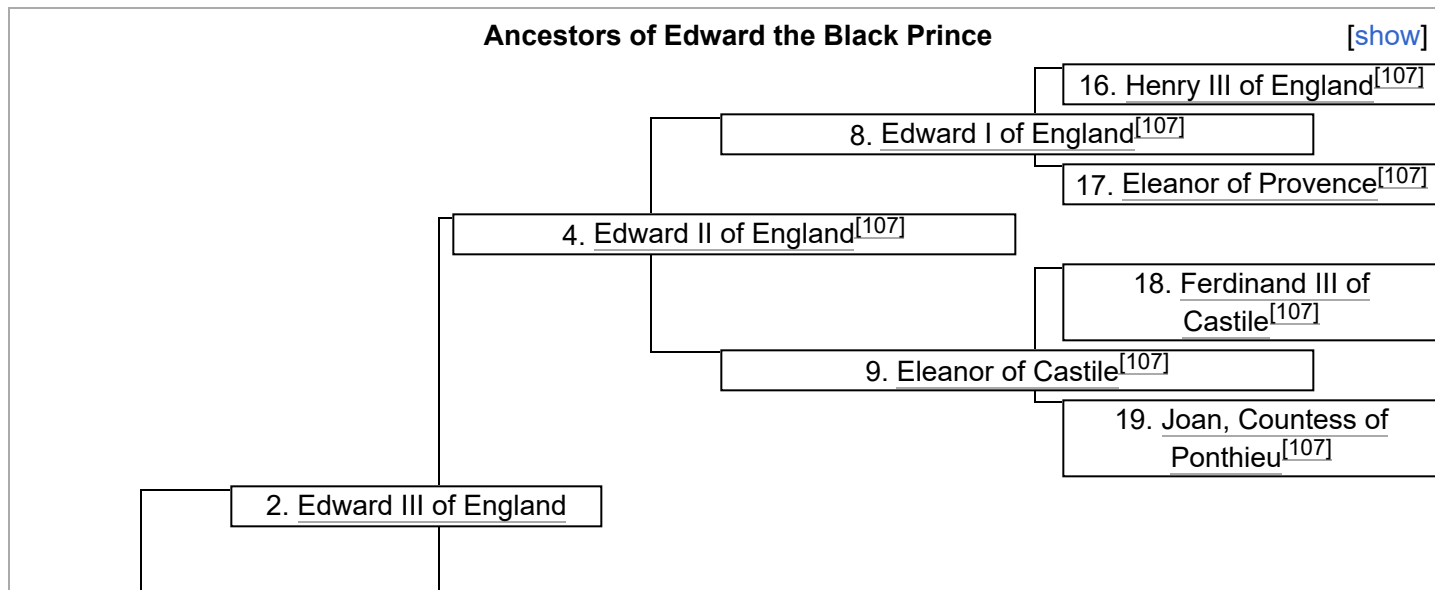 Ancestors of Edward the Black Prince [show]
16. Henry III of England[107]
8. Edward I of England[107]
17. Eleanor of Provence[107]
4. Edward II of England[107]
18. Ferdinand III of
Castile[107]
9. Eleanor of Castile[107]
19. Joan, Countess of
Ponthieu[107]
2. Edward III of England